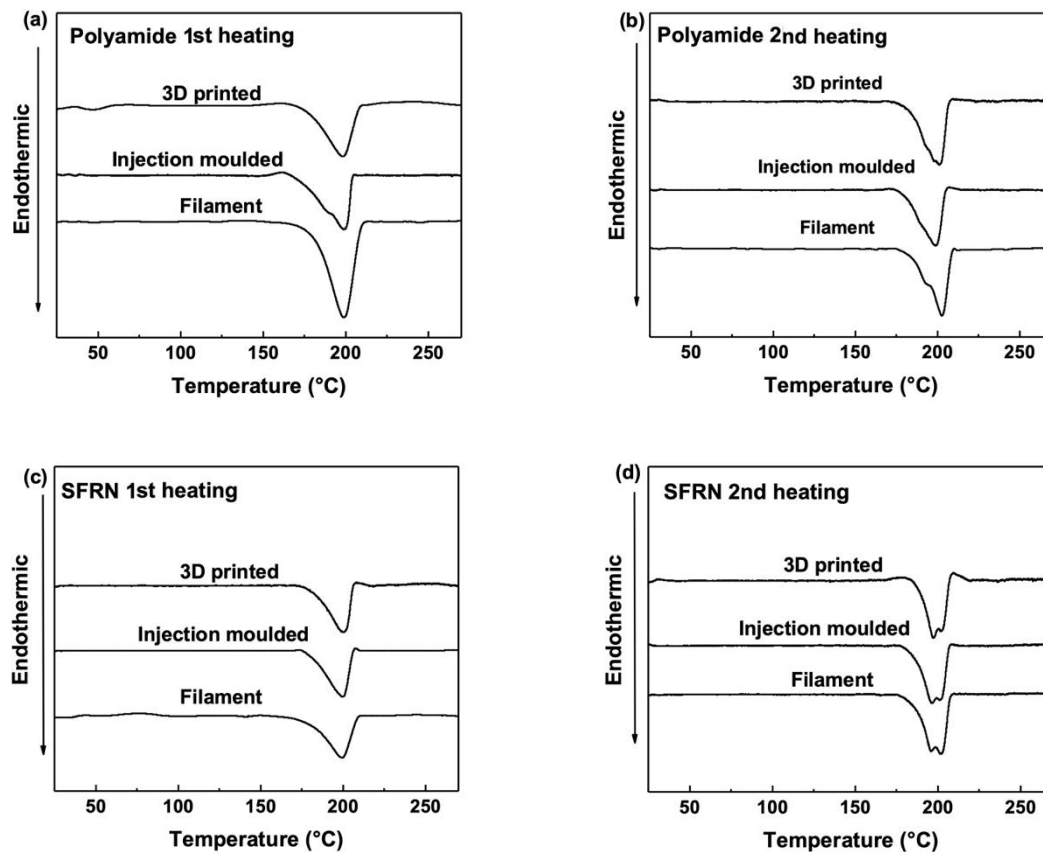 (a)
Polyamide 1st heating
3D printed
Injection moulded
Filament
Endothermic
50 100 150 200 250
Temperature (°C)
(b)
Polyamide 2nd heating
3D printed
Injection moulded
Filament
Endothermic
50 100 150 200 250
Temperature (°C)
(c)
SFRN 1st heating
3D printed
Injection moulded
Filament
Endothermic
50 100 150 200 250
Temperature (°C)
(d)
SFRN 2nd heating
3D printed
Injection moulded
Filament
Endothermic
50 100 150 200 250
Temperature (°C)